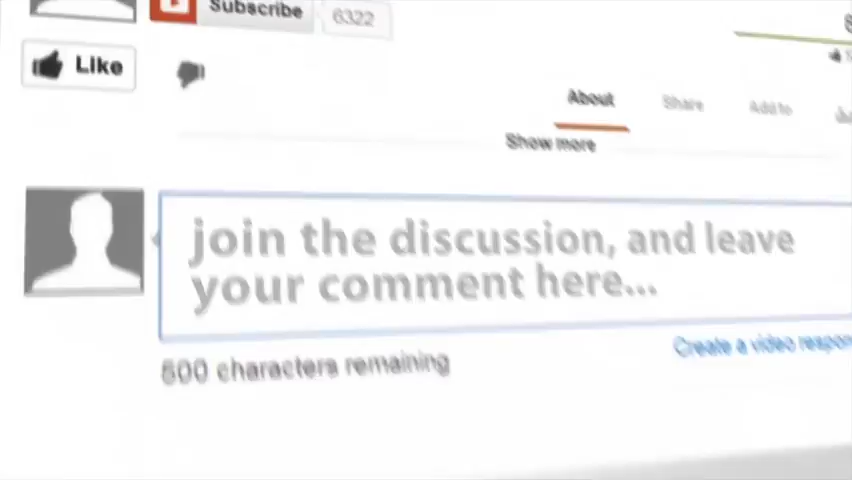 Subscribe 6322
Like
About Share Add to
Show more
join the discussion, and leave
your comment here...
500 characters remaining
Create a video respon